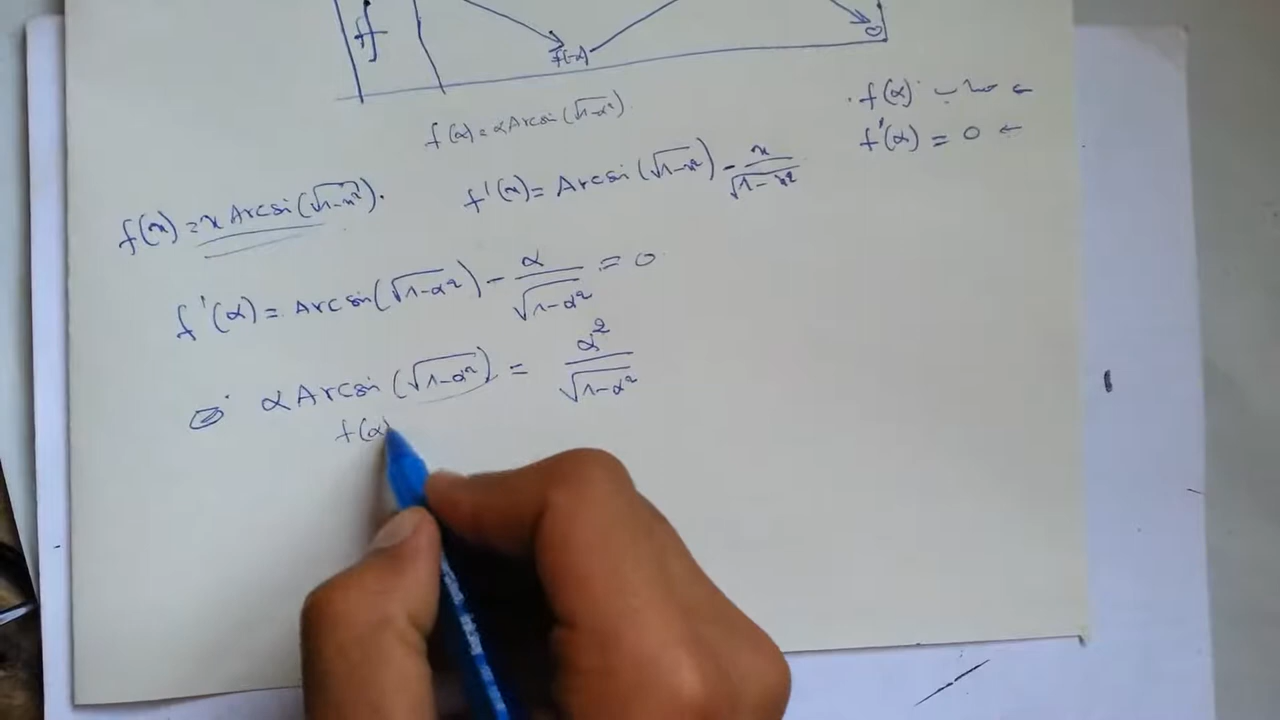 f
f(-α)
0
f(α) = α Arcsin(√1-α²)
f(α)
f'(α) = 0 ←
f(x) = x Arcsin(√1-x²).
f'(x) = Arcsin(√1-x²) - x/√1-x²
f'(α) = Arcsin(√1-α²) - α/√1-α² = 0
α Arcsin(√1-α²) = α²/√1-α²
f(α)